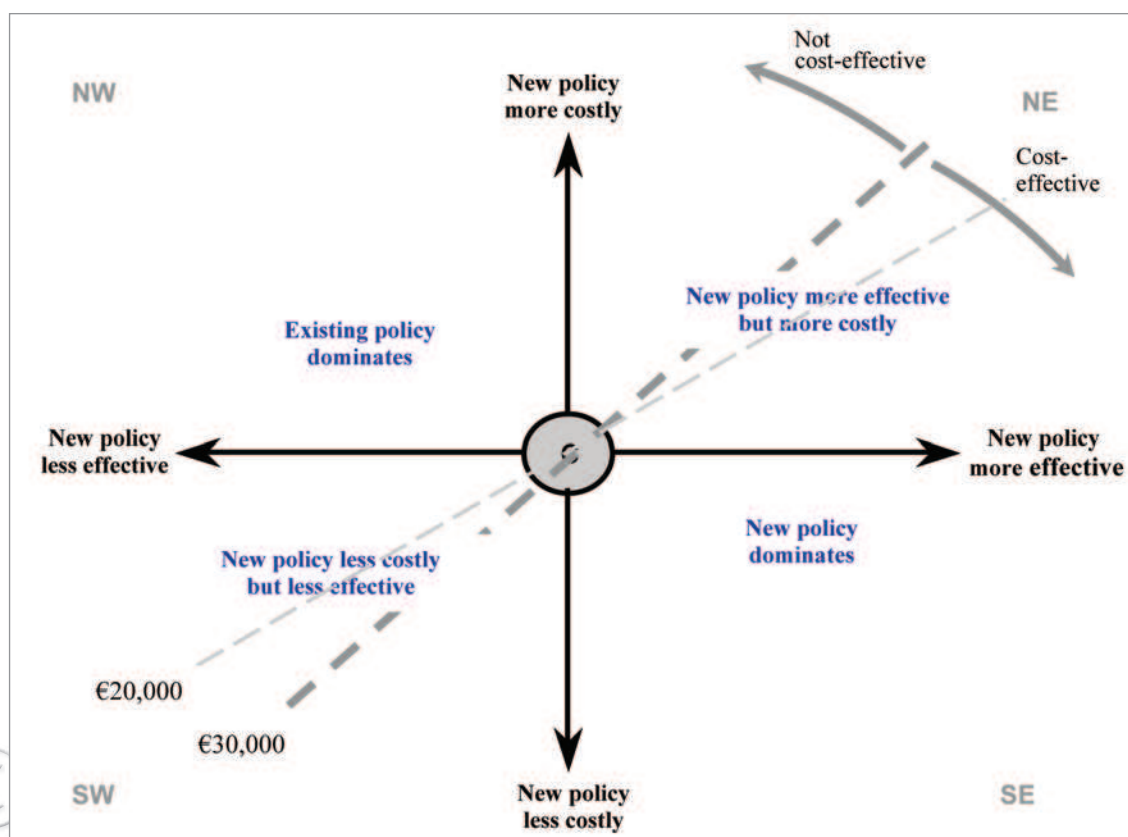 Not
cost-effective
NW
New policy
more costly
NE
Cost-
effective
New policy more effective
but more costly
Existing policy
dominates
New policy
less effective
New policy
more effective
New policy
dominates
New policy less costly
but less effective
€20,000
€30,000
SW
New policy
less costly
SE